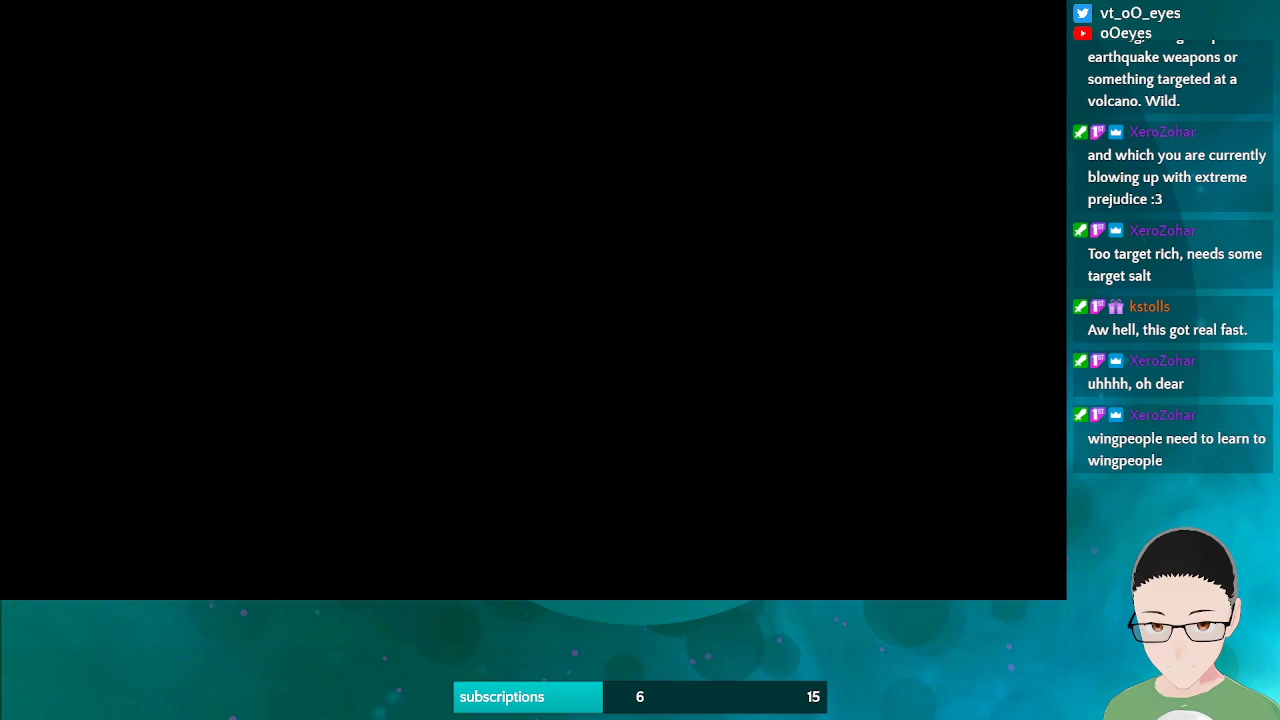 vt_oO_eyes
oOeyes
earthquake weapons or
something targeted at a
volcano. Wild.
XeroZohar
and which you are currently
blowing up with extreme
prejudice :3
XeroZohar
Too target rich, needs some
target salt
kstolls
Aw hell, this got real fast.
XeroZohar
uhhhh, oh dear
XeroZohar
wingpeople need to learn to
wingpeople
subscriptions 6 15